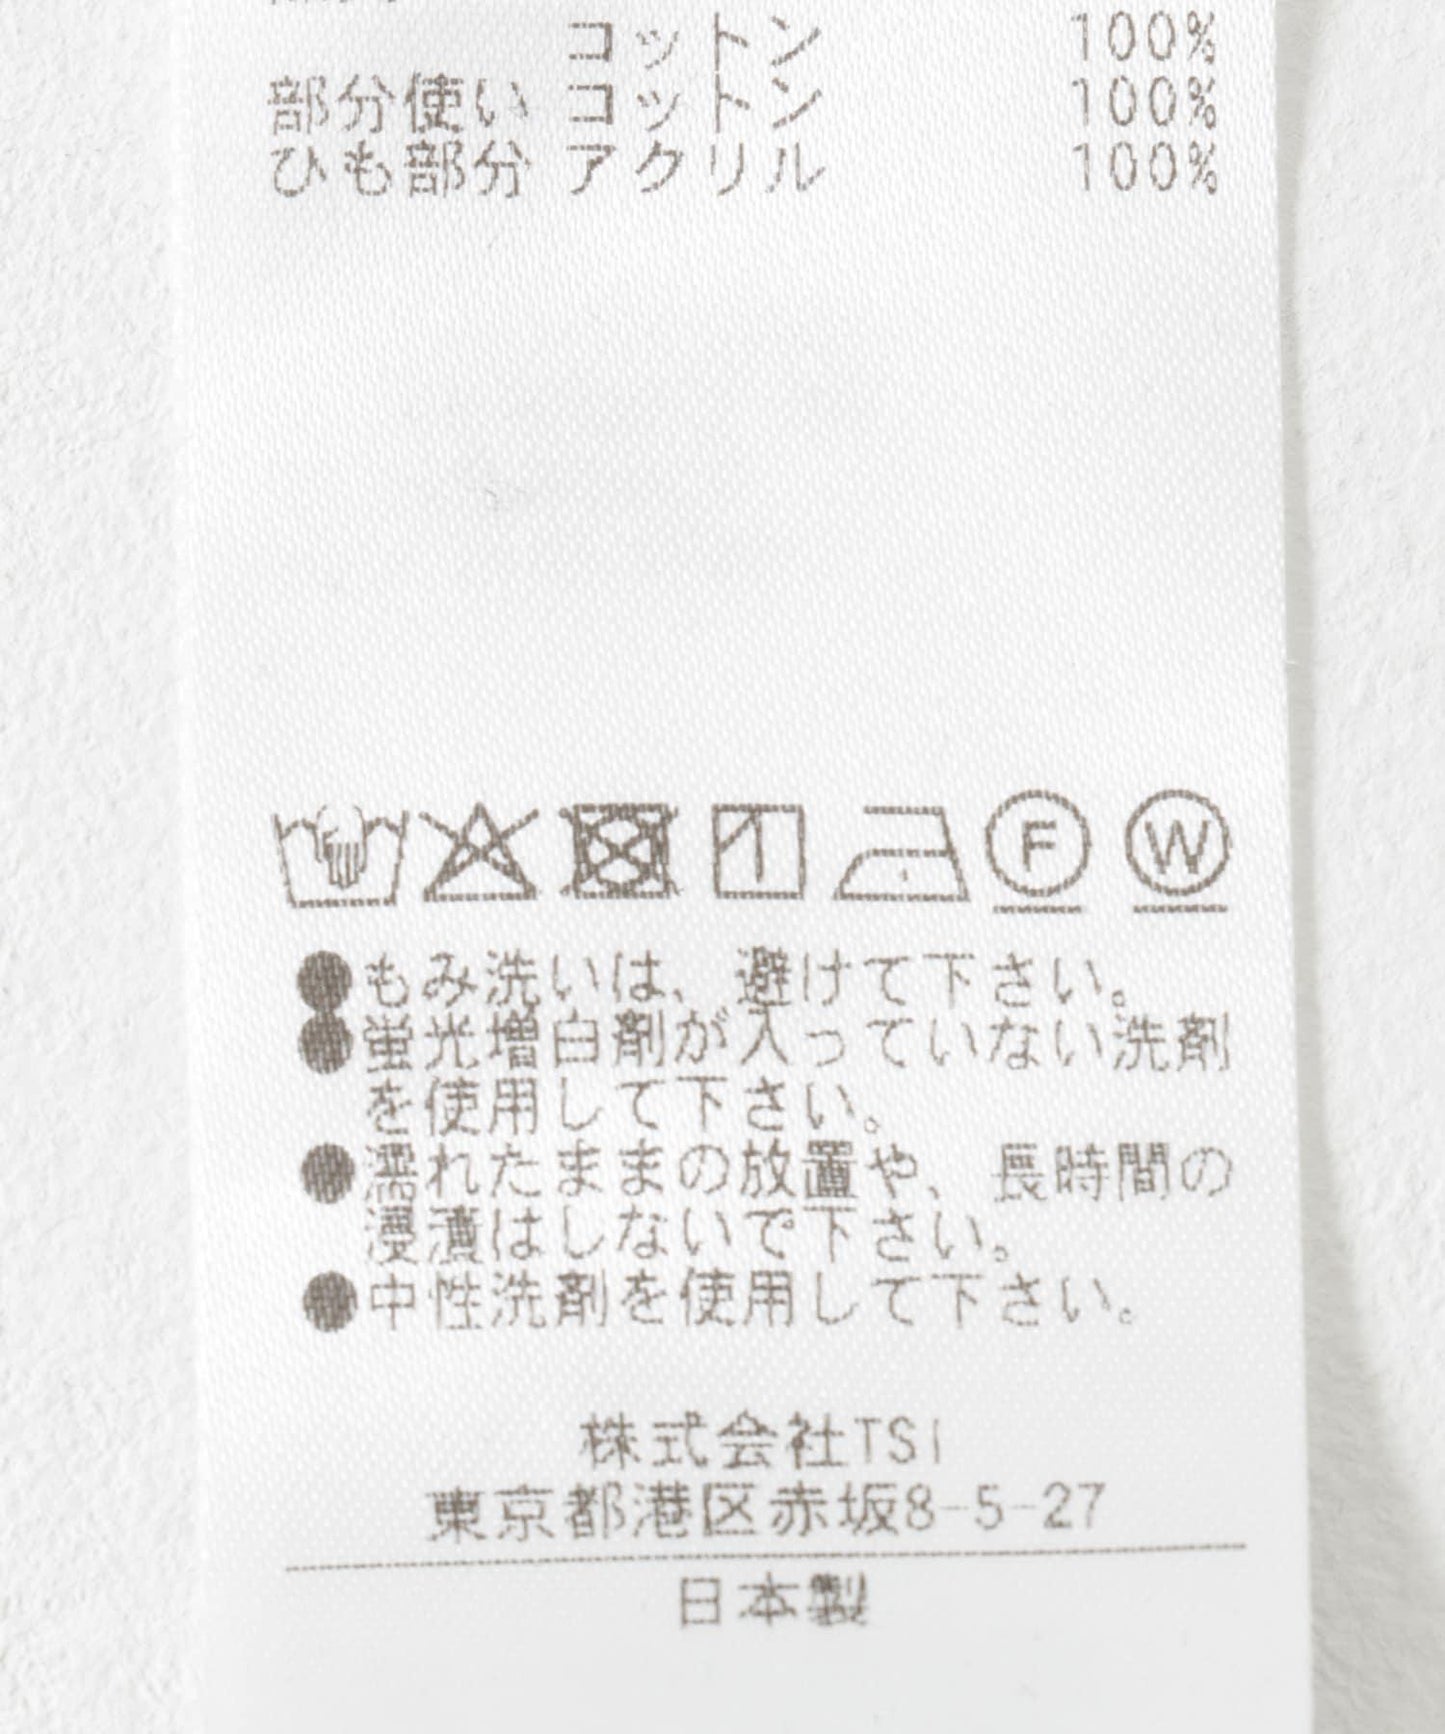 コットン 100%
部分使い コットン 100%
ひも部分 アクリル 100%
F W
●もみ洗いは、避けて下さい。
●蛍光増白剤が入っていない洗剤
を使用して下さい。
●濡れたままの放置や、長時間の
浸漬はしないで下さい。
●中性洗剤を使用して下さい。
株式会社TSI
東京都港区赤坂8-5-27
日本製